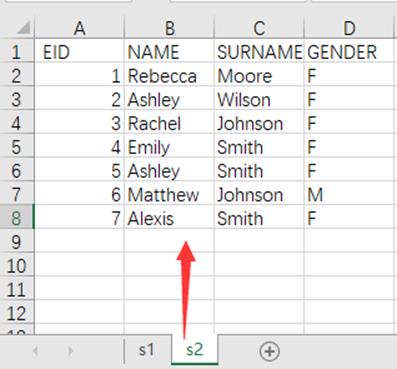 A B C D
1 EID NAME SURNAME GENDER
2 1 Rebecca Moore F
3 2 Ashley Wilson F
4 3 Rachel Johnson F
5 4 Emily Smith F
6 5 Ashley Smith F
7 6 Matthew Johnson M
8 7 Alexis Smith F
9
10
11
12
s1 s2